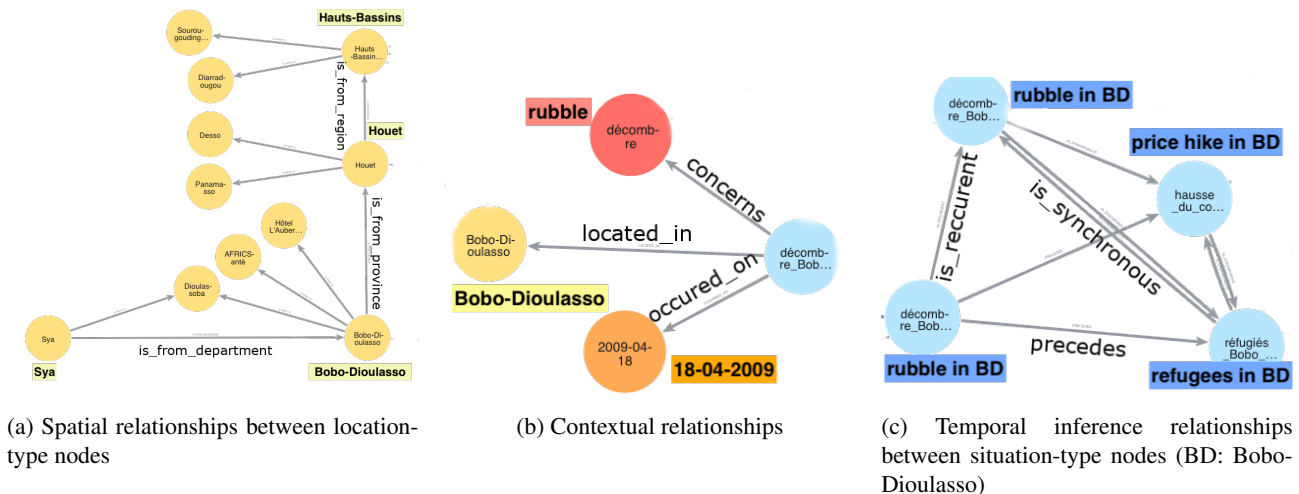 Hauts-Bassins
Sourou-
gouding...
Hauts
-Bassin...
Diarrad-
ougou
is_from_region
Desso
Houet
Houet
Panama-
sso
is_from_province
Hôtel
L'Auber...
AFRICS-
anté
Dioulas-
soba
Sya
Bobo-Di-
oulasso
is_from_department
Sya
Bobo-Dioulasso
(a) Spatial relationships between location-
type nodes
rubble
décomb-
re
concerns
Bobo-Di-
oulasso
located_in
décomb-
re_Bob...
Bobo-Dioulasso
occured_on
2009-04-
18
18-04-2009
(b) Contextual relationships
décomb-
re_Bob...
rubble in BD
price hike in BD
hausse
_du_co...
is_reccurent
is_synchronous
décomb-
re_Bob...
precedes
réfugiés
_Bobo_...
rubble in BD
refugees in BD
(c) Temporal inference relationships
between situation-type nodes (BD: Bobo-
Dioulasso)